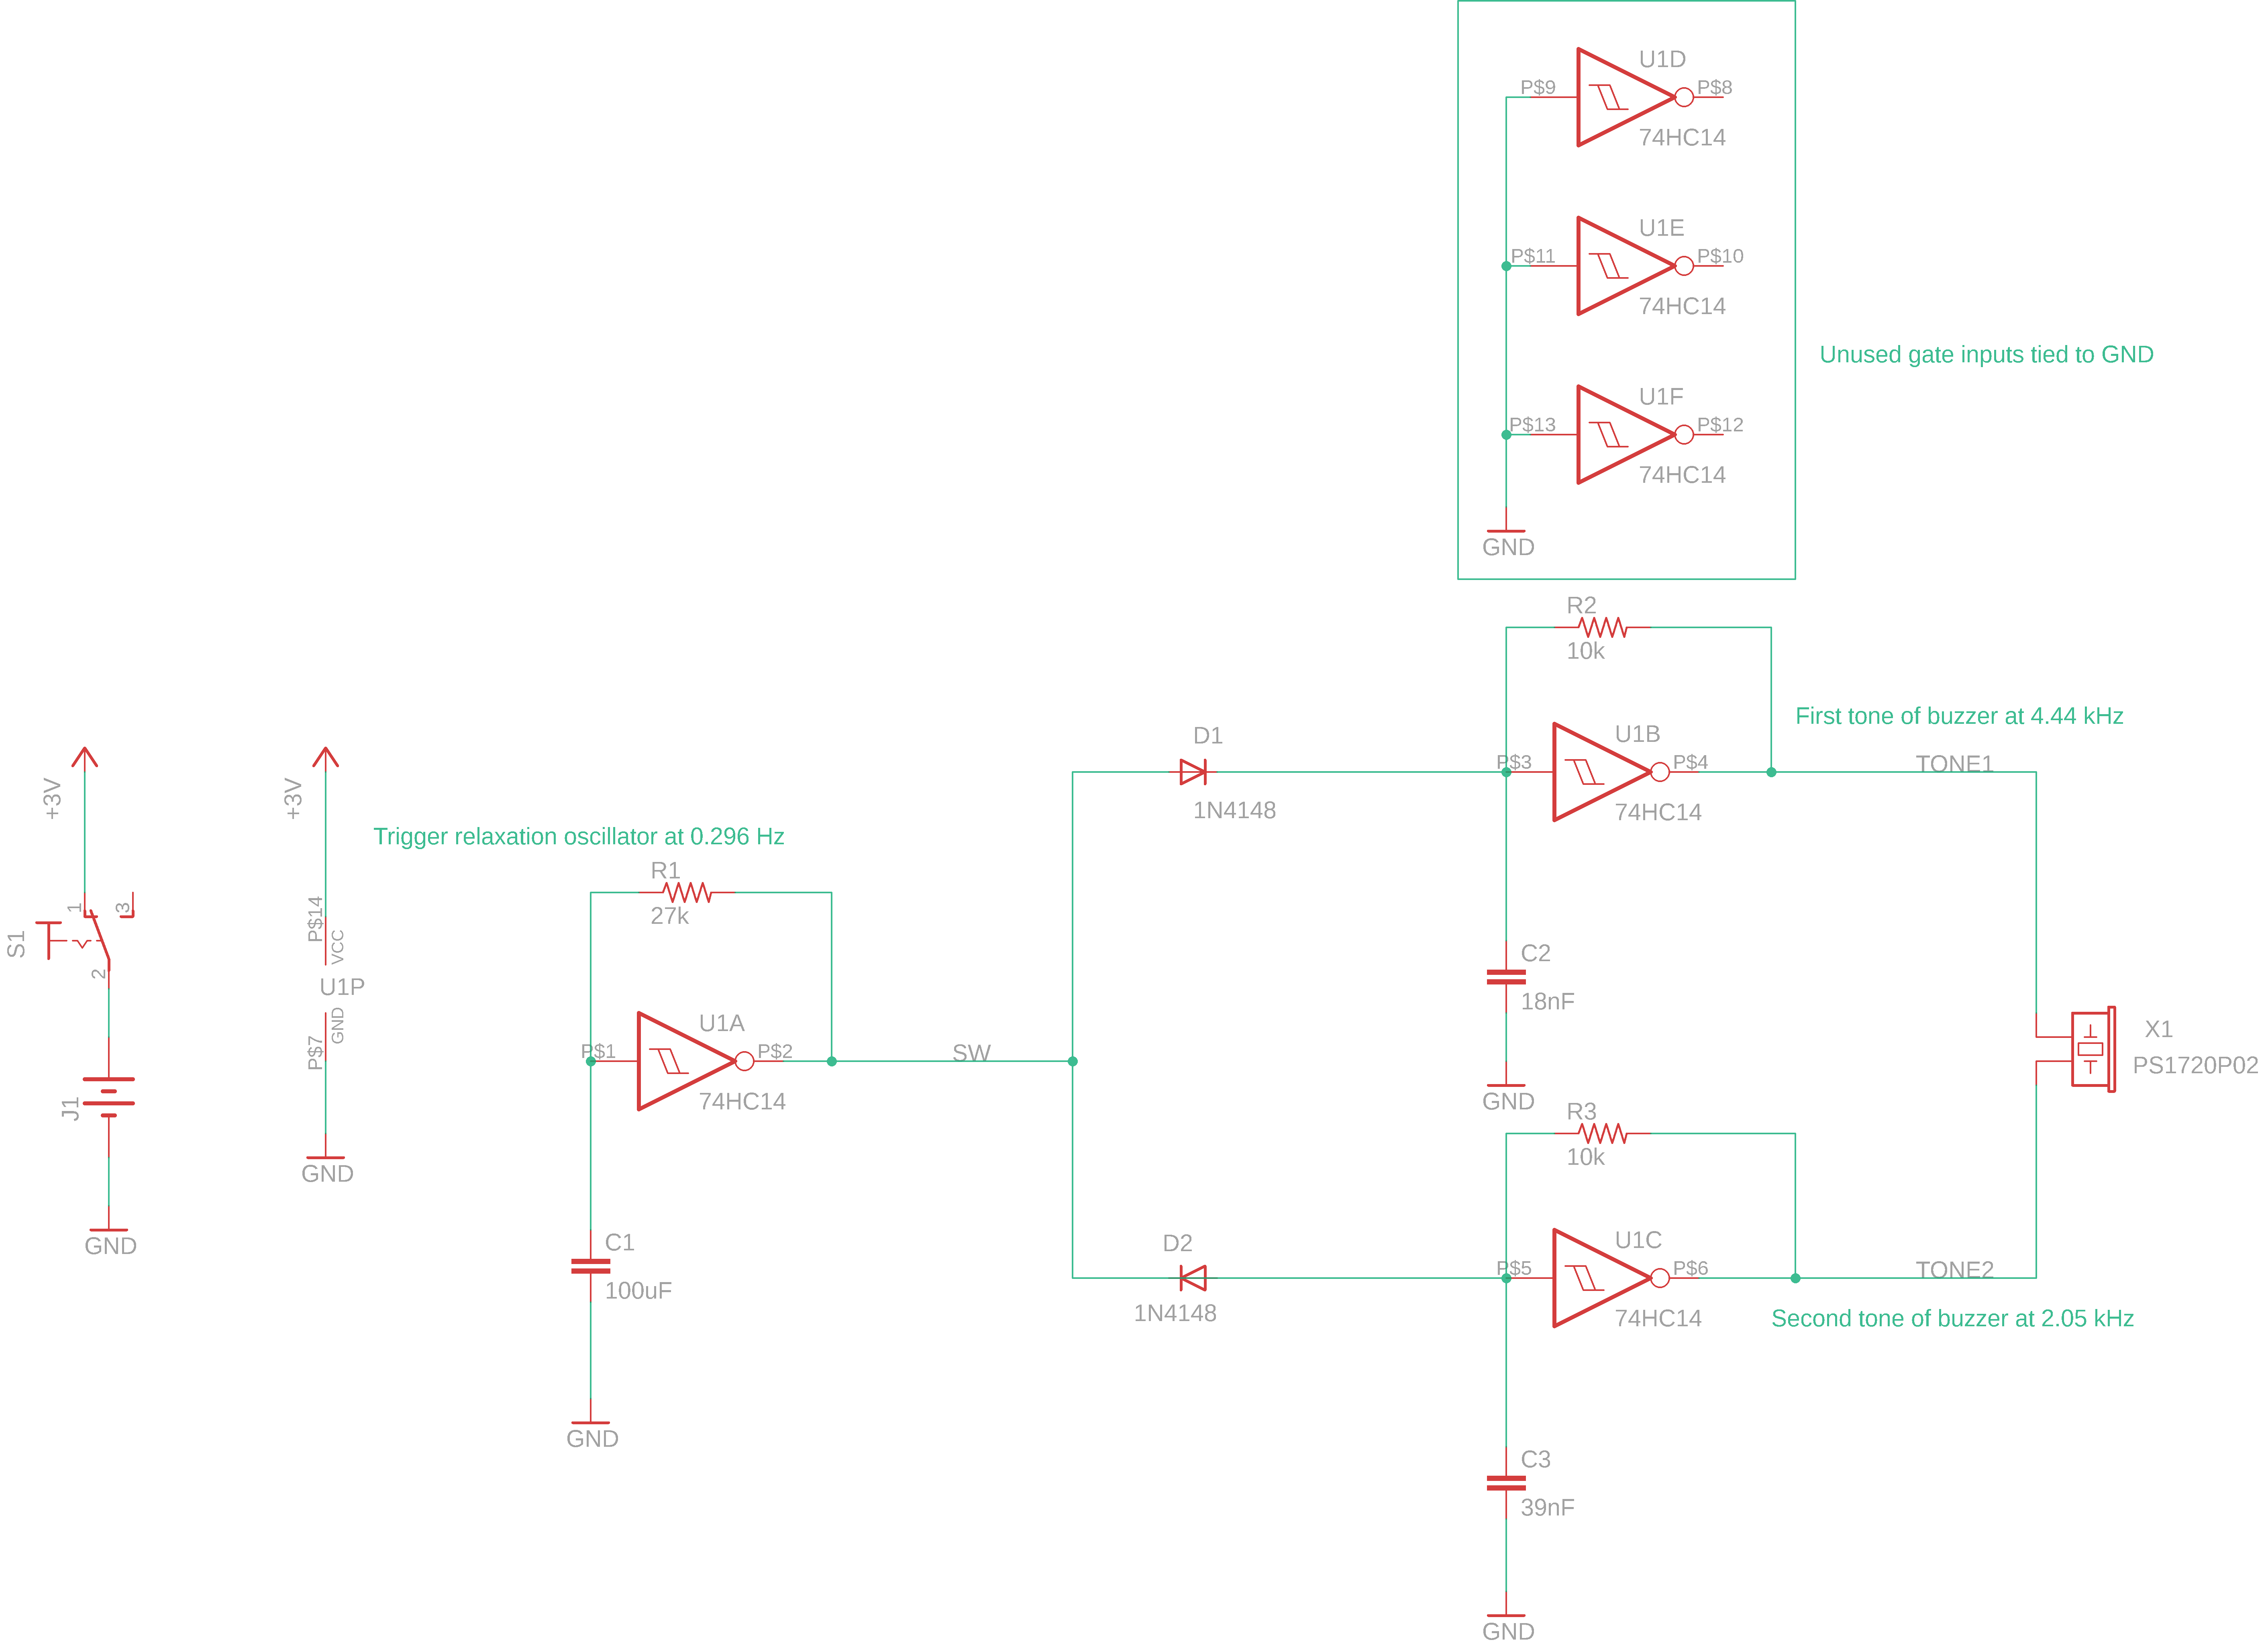 U1D
P$9
P$8
74HC14
U1E
P$11
P$10
74HC14
Unused gate inputs tied to GND
U1F
P$13
P$12
74HC14
GND
R2
10k
First tone of buzzer at 4.44 kHz
D1
1N4148
U1B
P$3
P$4
74HC14
TONE1
+3V
+3V
Trigger relaxation oscillator at 0.296 Hz
R1
27k
S1
1
3
2
P$14
VCC
U1P
GND
P$7
GND
J1
GND
U1A
P$1
P$2
74HC14
SW
C2
18nF
GND
X1
PS1720P02
R3
10k
C1
100uF
GND
D2
1N4148
U1C
P$5
P$6
74HC14
TONE2
Second tone of buzzer at 2.05 kHz
C3
39nF
GND